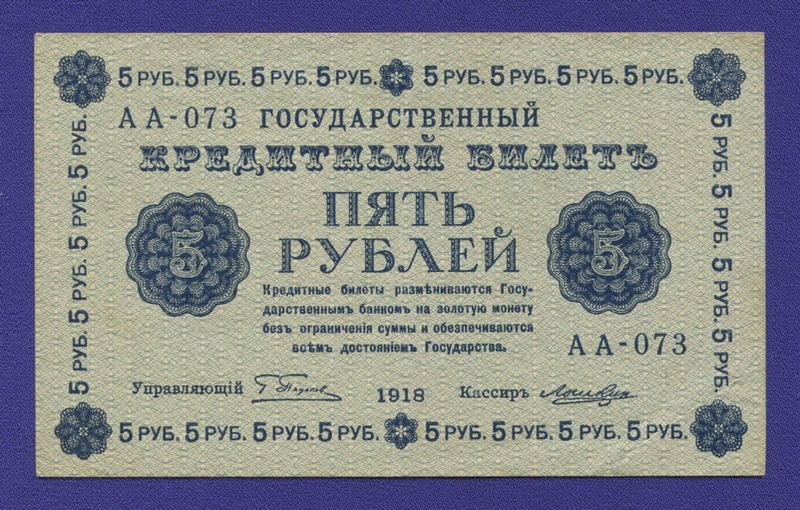 5 РУБ. 5 РУБ. 5 РУБ. 5 РУБ. 5 РУБ. 5 РУБ. 5 РУБ. 5 РУБ.
АА-073 ГОСУДАРСТВЕННЫЙ
КРЕДИТНЫЙ БИЛЕТЪ
ПЯТЬ
РУБЛЕЙ
5
5
Кредитные билеты размѣниваются Госу-
дарственнымъ банкомъ на золотую монету
безъ ограниченія суммы и обезпечиваются
всѣмъ достояніемъ Государства.
АА-073
Управляющій
1918
Кассиръ
5 РУБ. 5 РУБ. 5 РУБ. 5 РУБ. 5 РУБ. 5 РУБ. 5 РУБ. 5 РУБ.
5 РУБ. 5 РУБ. 5 РУБ. 5 РУБ.
5 РУБ. 5 РУБ. 5 РУБ. 5 РУБ.